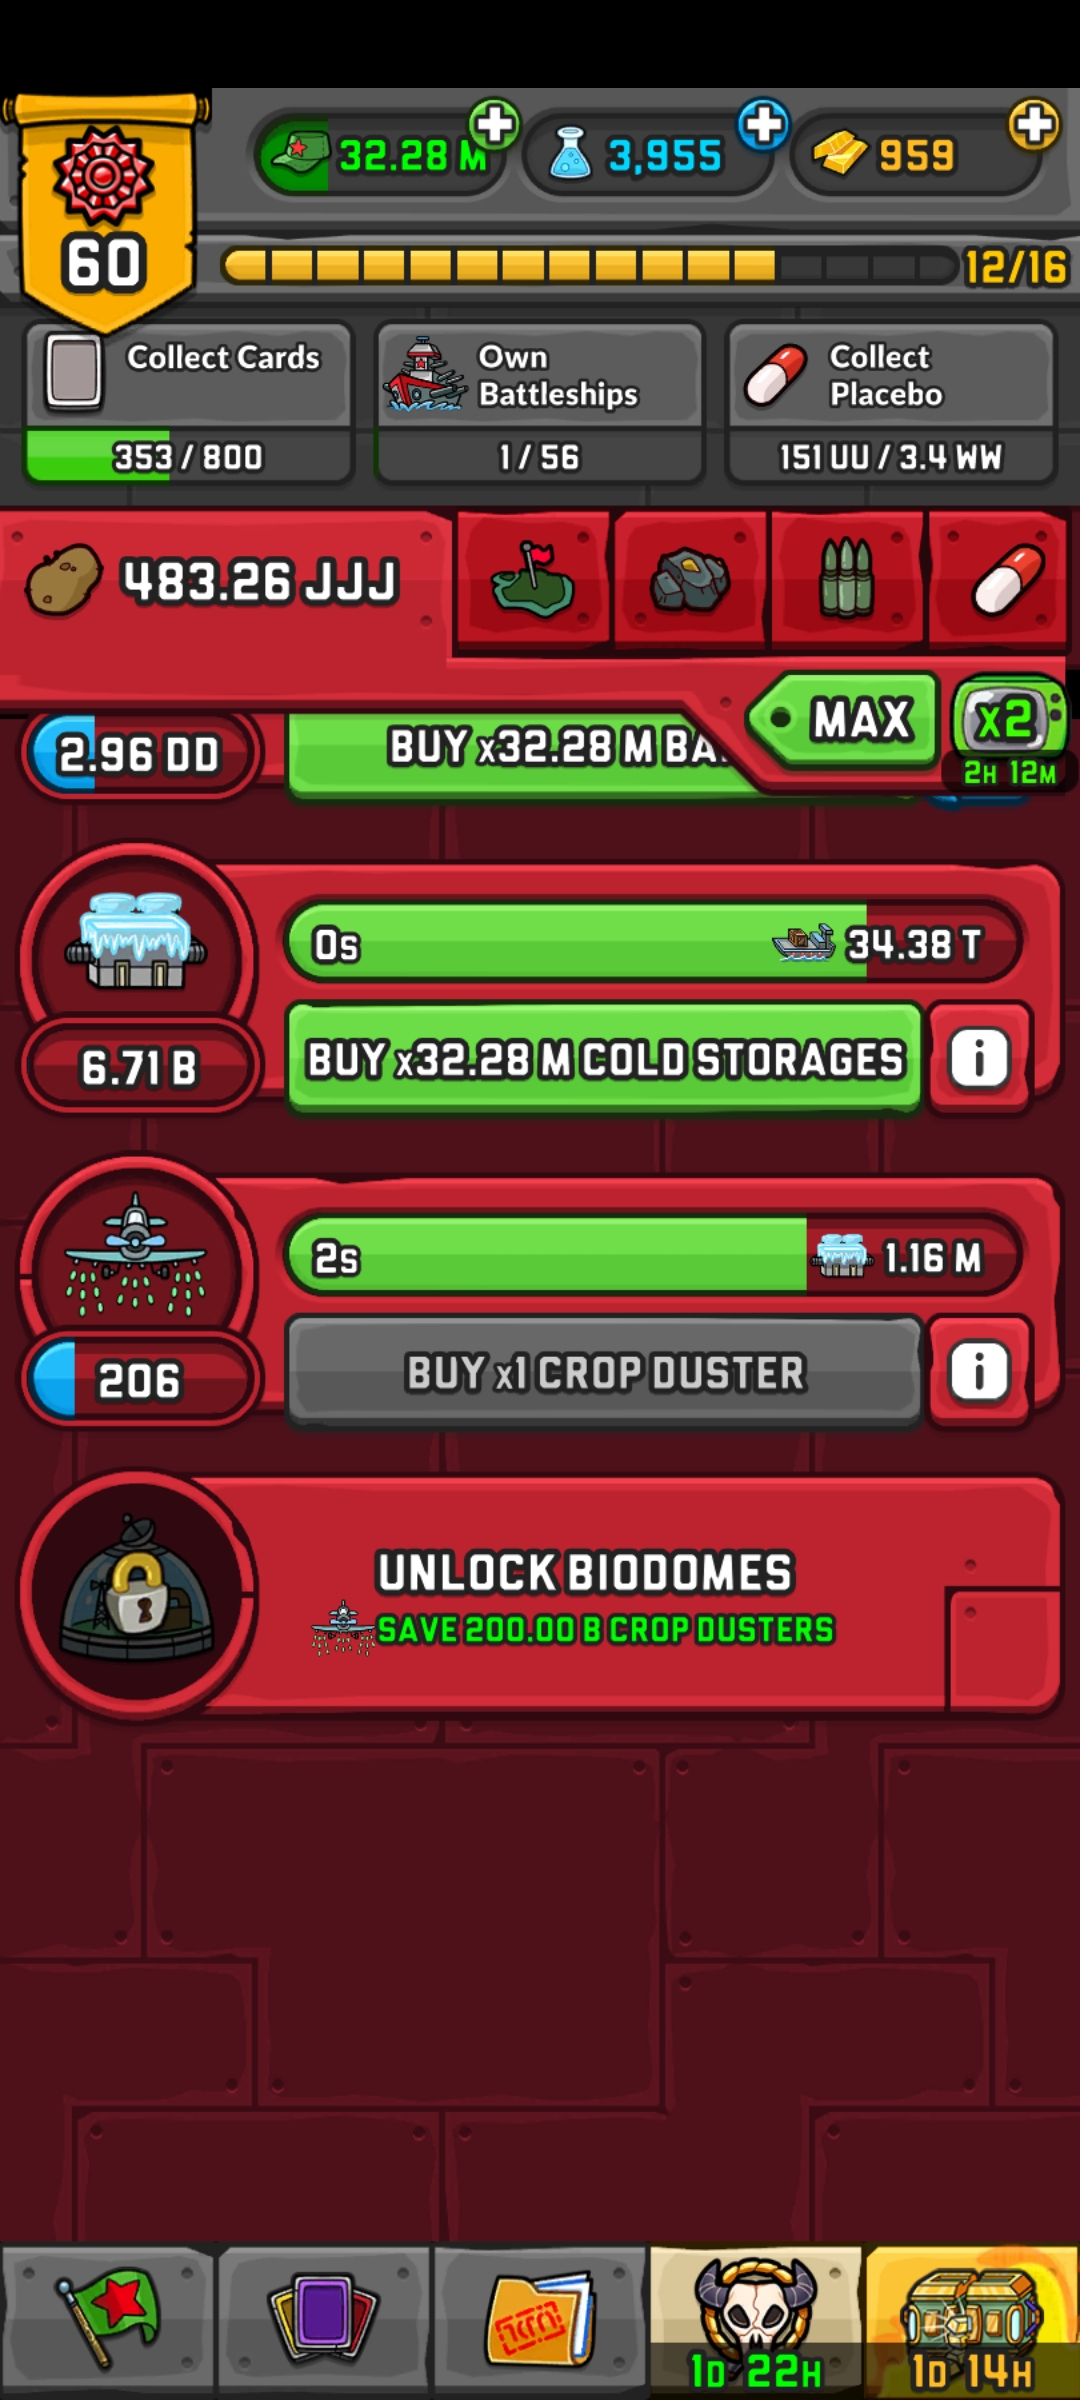 32.28 M
3,955
959
60
12/16
Collect Cards
353 / 800
Own
Battleships
1 / 56
Collect
Placebo
151 UU / 3.4 WW
483.26 JJJ
MAX
x2
2H 12M
2.96 DD
BUY x32.28 M BA
0s
34.38 T
6.71 B
BUY x32.28 M COLD STORAGES
i
2s
1.16 M
206
BUY x1 CROP DUSTER
i
UNLOCK BIODOMES
SAVE 200.00 B CROP DUSTERS
1D 22H
1D 14H